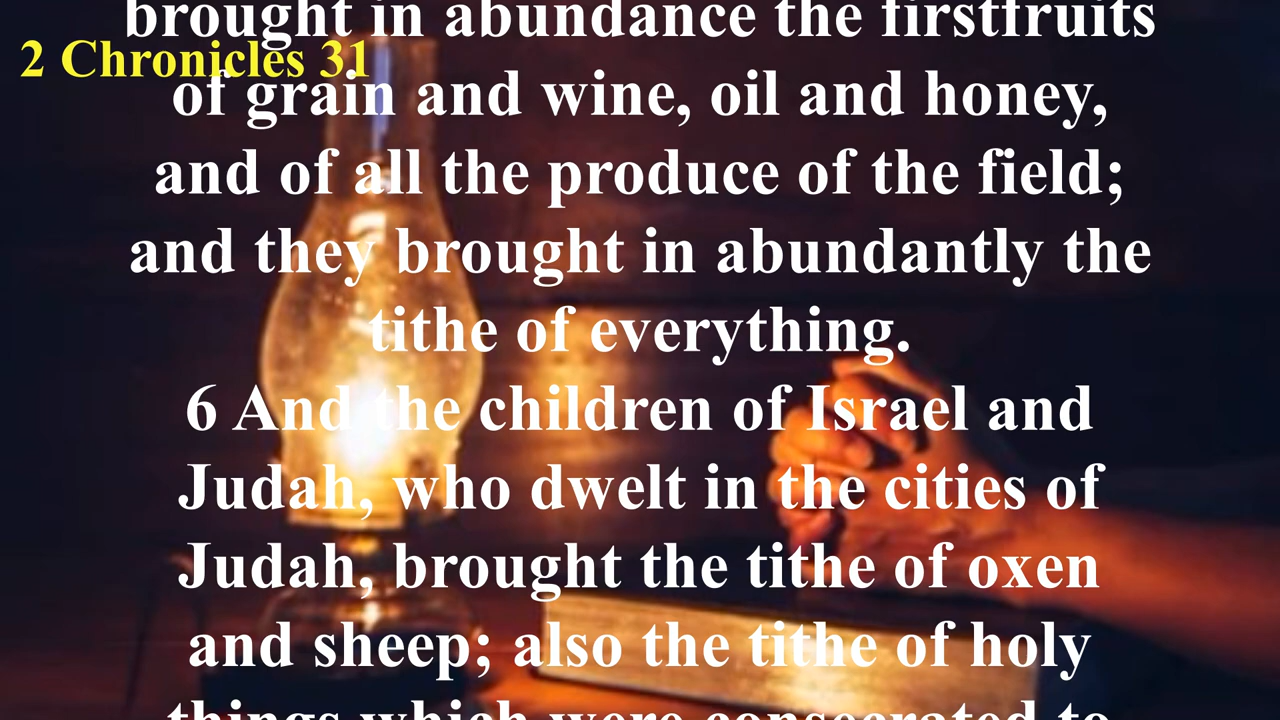 brought in abundance the firstfruits
2 Chronicles 31
of grain and wine, oil and honey,
and of all the produce of the field;
and they brought in abundantly the
tithe of everything.
6 And the children of Israel and
Judah, who dwelt in the cities of
Judah, brought the tithe of oxen
and sheep; also the tithe of holy
things which were consecrated to